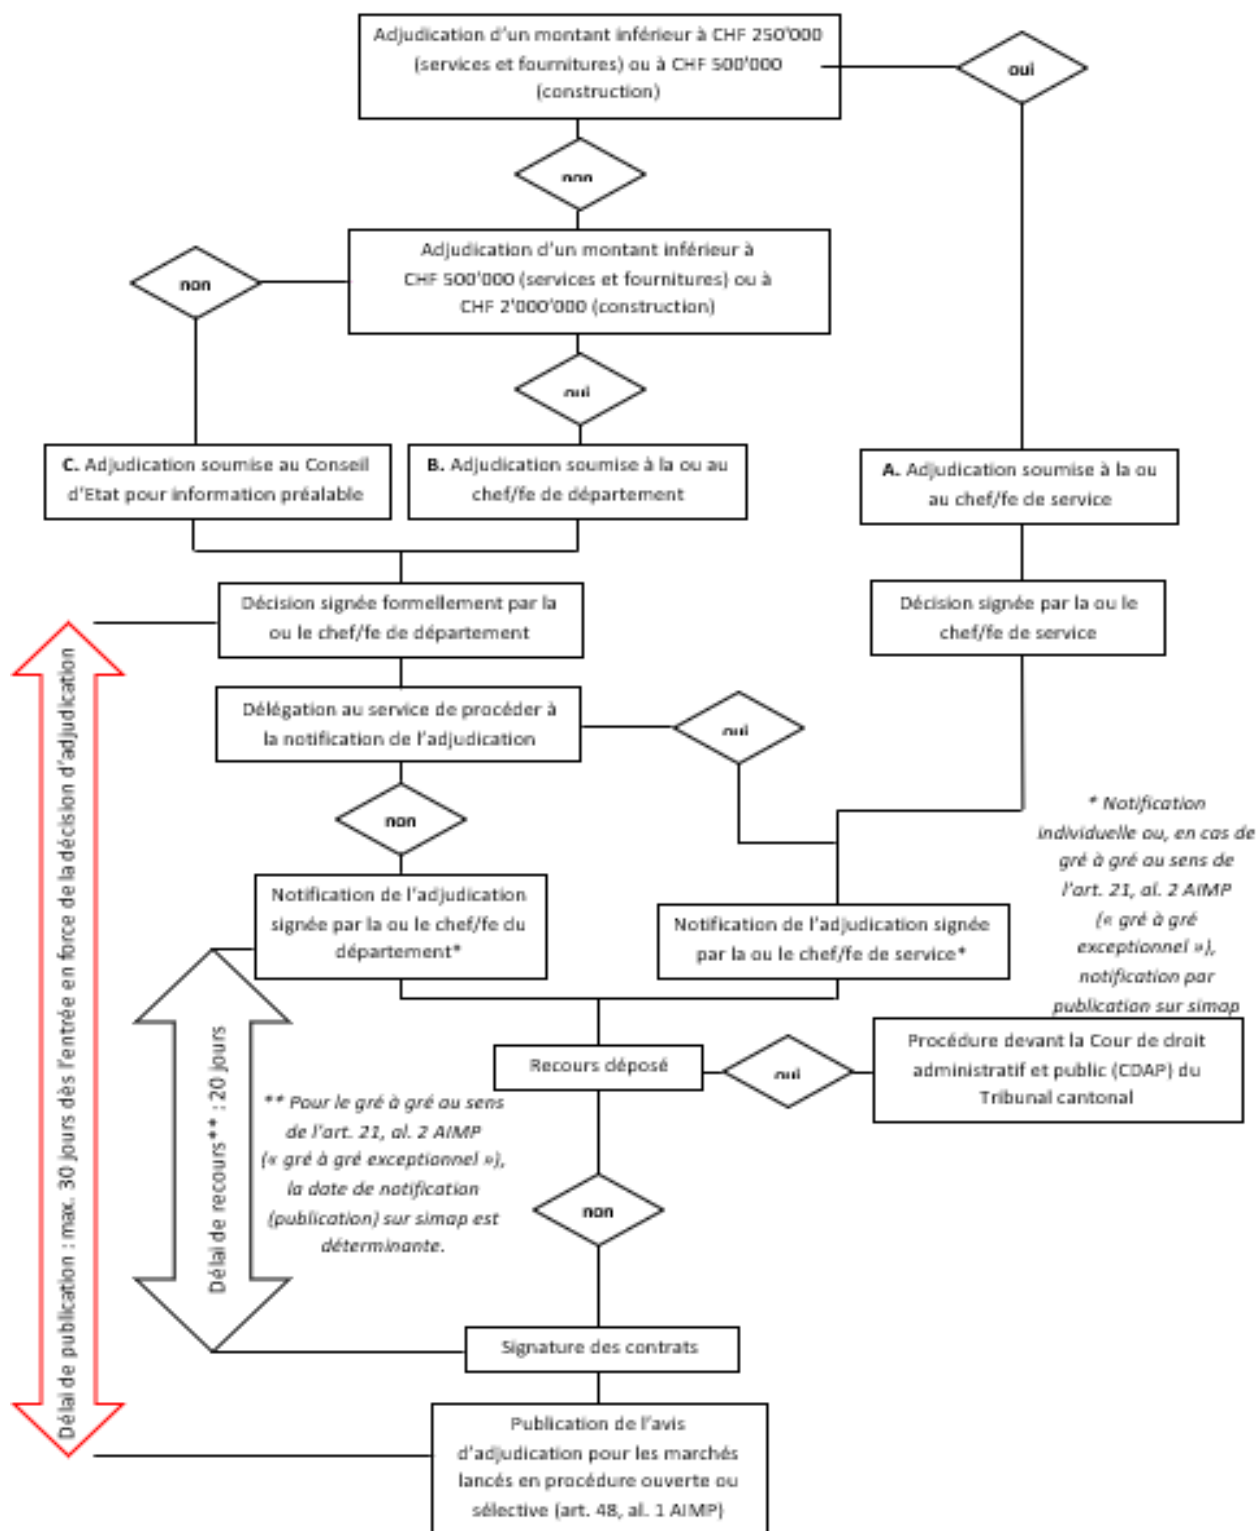 Adjudication d'un montant inférieur à CHF 250'000
(services et fournitures) ou à CHF 500'000
(construction)
oui
non
Adjudication d'un montant inférieur à
CHF 500'000 (services et fournitures) ou à
CHF 2'000'000 (construction)
non
oui
C. Adjudication soumise au Conseil
d'Etat pour information préalable
B. Adjudication soumise à la ou au
chef/fe de département
A. Adjudication soumise à la ou
au chef/fe de service
Décision signée formellement par la
ou le chef/fe de département
Décision signée par la ou le
chef/fe de service
Délégation au service de procéder à
la notification de l'adjudication
oui
non
* Notification
individuelle ou, en cas de
gré à gré au sens de
l'art. 21, al. 2 AIMP
(« gré à gré
exceptionnel »),
notification par
publication sur simap
Notification de l'adjudication
signée par la ou le chef/fe du
département*
Notification de l'adjudication signée
par la ou le chef/fe de service*
Recours déposé
oui
Procédure devant la Cour de droit
administratif et public (CDAP) du
Tribunal cantonal
Délai de publication : max. 30 jours dès l'entrée en force de la décision d'adjudication
Délai de recours** : 20 jours
** Pour le gré à gré au sens
de l'art. 21, al. 2 AIMP
(« gré à gré exceptionnel »),
la date de notification
(publication) sur simap est
déterminante.
non
Signature des contrats
Publication de l'avis
d'adjudication pour les marchés
lancés en procédure ouverte ou
sélective (art. 48, al. 1 AIMP)